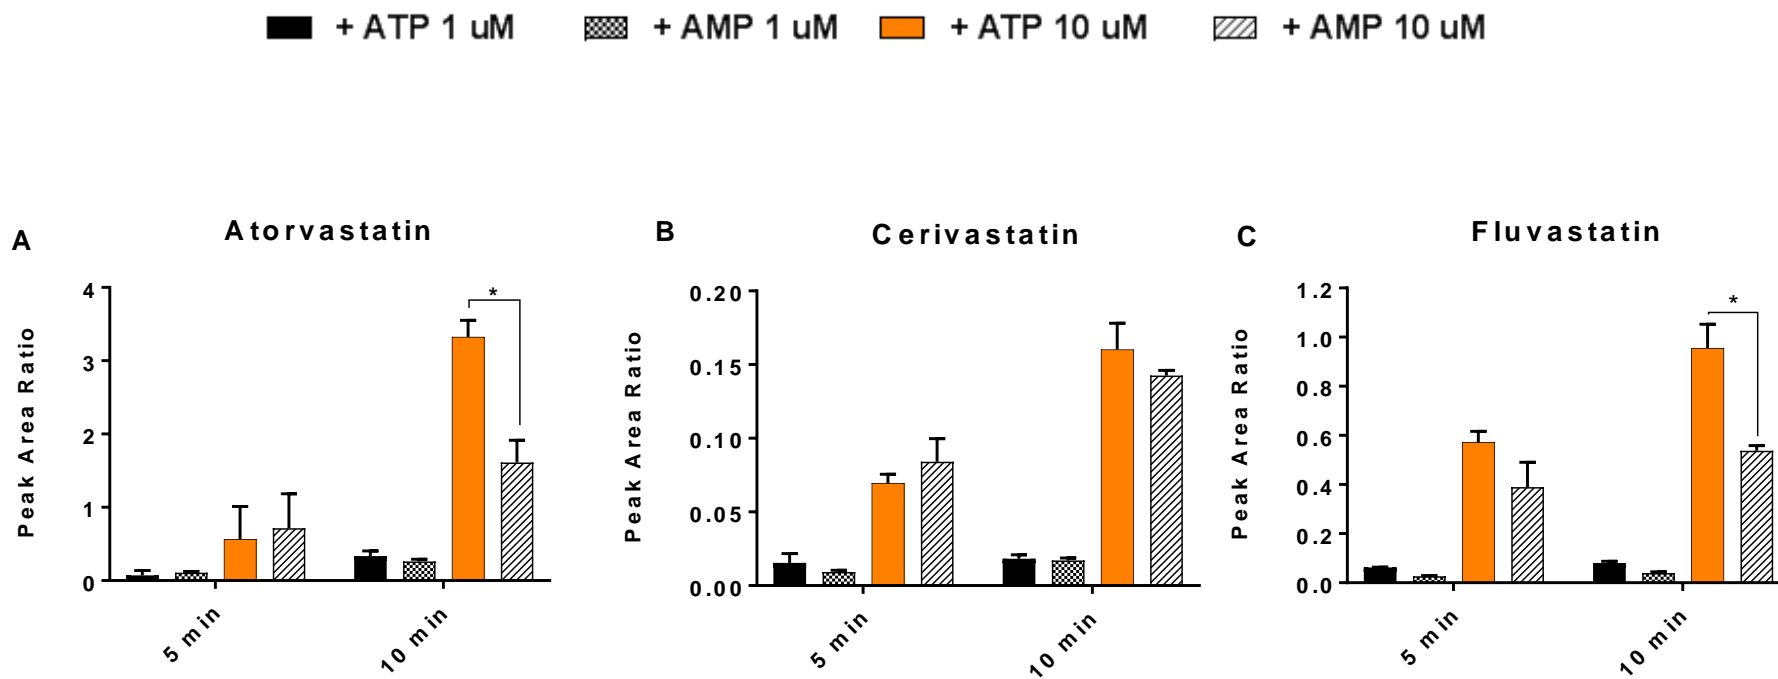 + ATP 1 uM + AMP 1 uM + ATP 10 uM + AMP 10 uM
A Atorvastatin
Peak Area Ratio
4
3
2
1
0
*
5 min
10 min
B Cerivastatin
Peak Area Ratio
0.20
0.15
0.10
0.05
0.00
5 min
10 min
C Fluvastatin
Peak Area Ratio
1.2
1.0
0.8
0.6
0.4
0.2
0.0
*
5 min
10 min